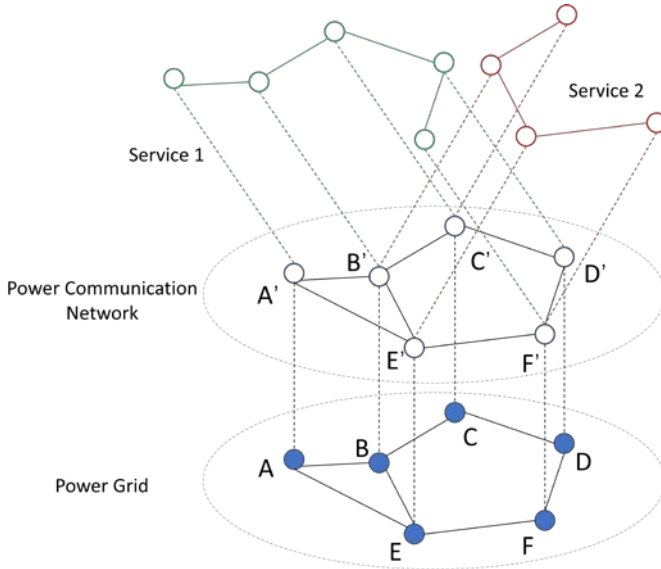 Service 2
Service 1
C'
B'
D'
A'
Power Communication
Network
E'
F'
C
B
D
A
Power Grid
E
F